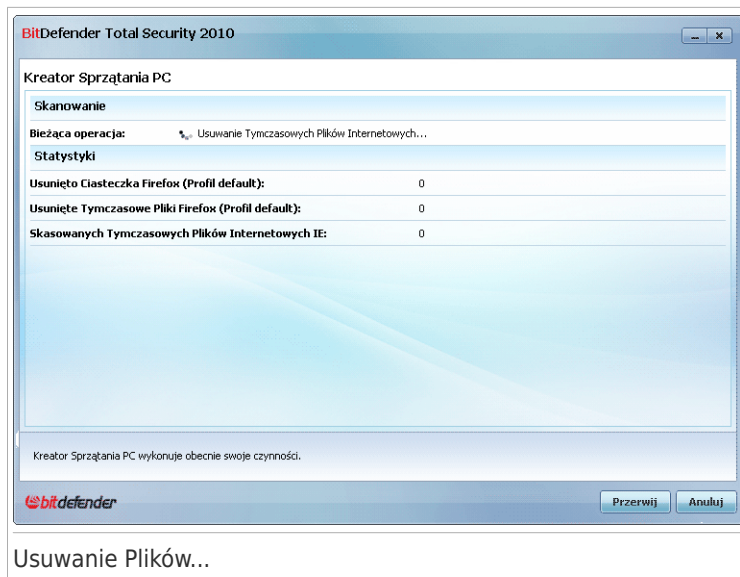 BitDefender Total Security 2010
Kreator Sprzątania PC
Skanowanie
Bieżąca operacja: Usuwanie Tymczasowych Plików Internetowych...
Statystyki
Usunięto Ciasteczka Firefox (Profil default): 0
Usunięte Tymczasowe Pliki Firefox (Profil default): 0
Skasowanych Tymczasowych Plików Internetowych IE: 0
Kreator Sprzątania PC wykonuje obecnie swoje czynności.
bitdefender
Przerwij Anuluj
Usuwanie Plików...